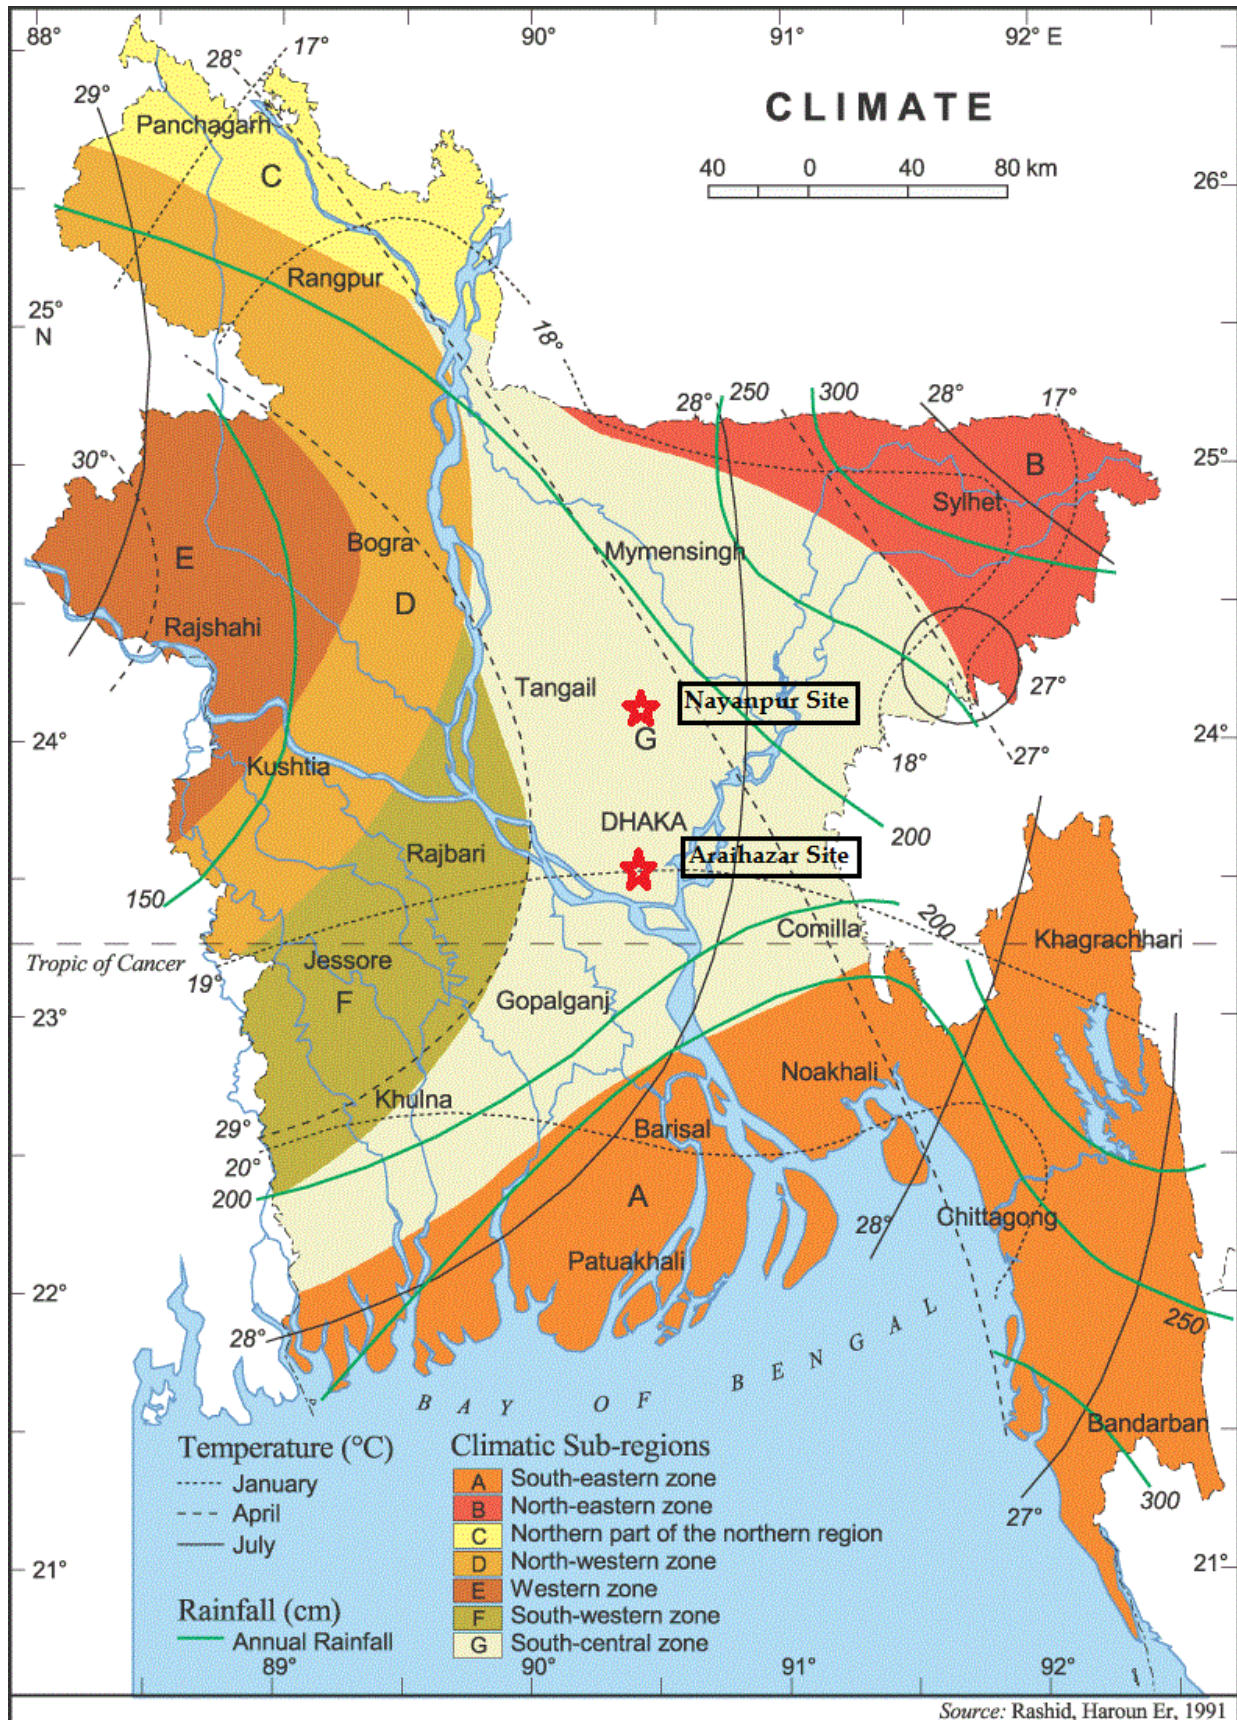 88° 90° 91° 92° E
17°
28°
29°
CLIMATE
Panchagarh
C
40 0 40 80 km
26°
Rangpur
25°
N
18°
28° 250 300 28° 17°
30°
25°
B
Sylhet
Bogra
Mymensingh
E
D
Rajshahi
Tangail
27°
Nayanpur Site
24°
G
24°
18°
27°
Kushtia
DHAKA
200
Rajbari
Araihazar Site
150
Comilla
200
Khagrachhari
Tropic of Cancer
Jessore
19°
F
Gopalganj
23°
Noakhali
Khulna
29°
Barisal
20°
200
A
Chittagong
28°
Patuakhali
22°
250
28°
BAY OF BENGAL
Bandarban
Temperature (°C)
January
April
July
Rainfall (cm)
Annual Rainfall
Climatic Sub-regions
A South-eastern zone
B North-eastern zone
C Northern part of the northern region
D North-western zone
E Western zone
F South-western zone
G South-central zone
300
27°
21°
21°
89° 90° 91° 92°
Source: Rashid, Haroun Er, 1991